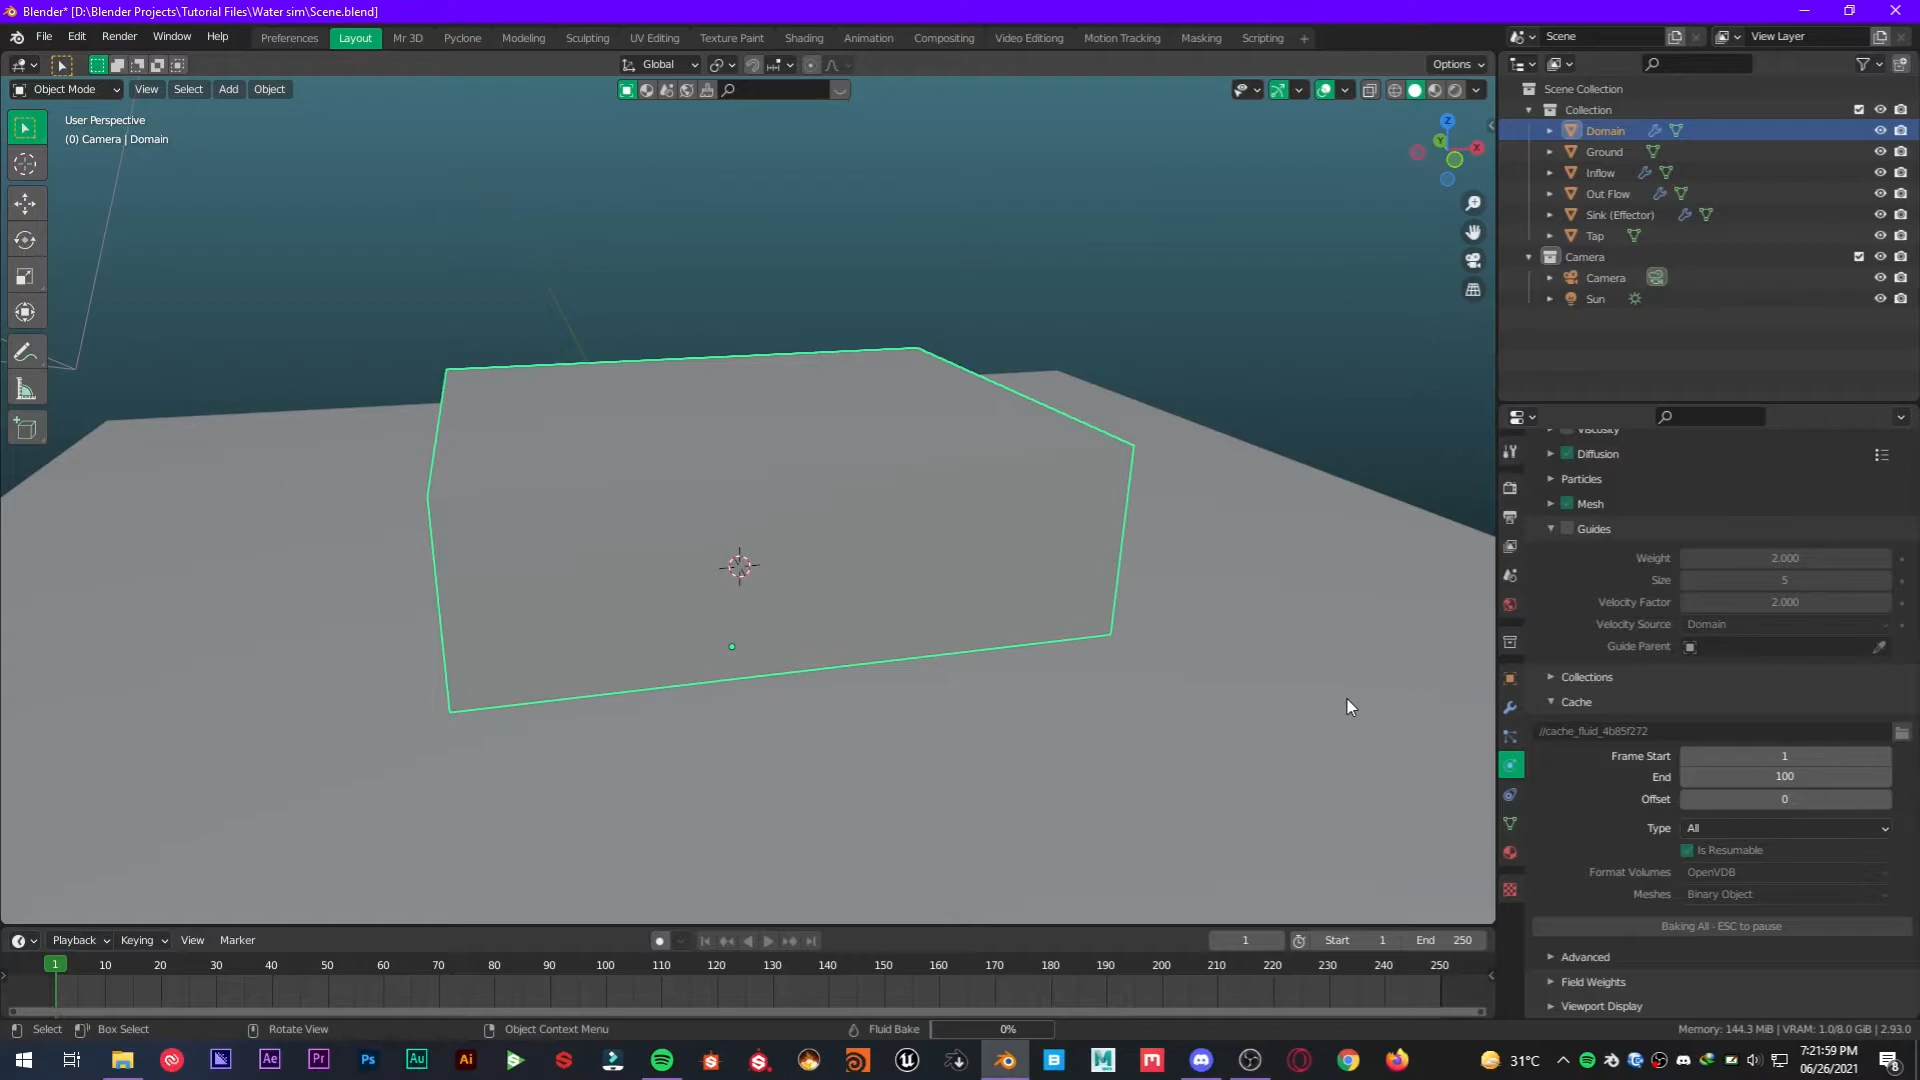 Blender* [D:\Blender Projects\Tutorial Files\Water sim\Scene.blend]
File Edit Render Window Help Preferences Layout Mr 3D Pyclone Modeling Sculpting UV Editing Texture Paint Shading Animation Compositing Video Editiong Motion Tracking Masking Scripting + Scene View Layer
Global Options
Object Mode View Select Add Object
User Perspective
(0) Camera | Domain
Z
Y
X
Scene Collection
Collection
Domain
Ground
Inflow
Out Flow
Sink (Effector)
Tap
Camera
Camera
Sun
Viscosity
Diffusion
Particles
Mesh
Guides
Weight 2.000
Size 5
Velocity Factor 2.000
Velocity Source Domain
Guide Parent
Collections
Cache
//cache_fluid_4b85f272
Frame Start 1
End 100
Offset 0
Type All
Is Resumable
Format Volumes OpenVDB
Meshes Binary Object
Baking All - ESC to pause
Advanced
Field Weights
Viewport Display
Playback Keying View Marker 1 Start 1 End 250
1 10 20 30 40 50 60 70 80 90 100 110 120 130 140 150 160 170 180 190 200 210 220 230 240 250
Select Box Select Rotate View Object Context Menu Fluid Bake 0% Memory: 144.3 MiB | VRAM: 1.0/8.0 GiB | 2.93.0
Ae Pr Ps Au Ai 31°C 7:21:59 PM
06/26/2021
8